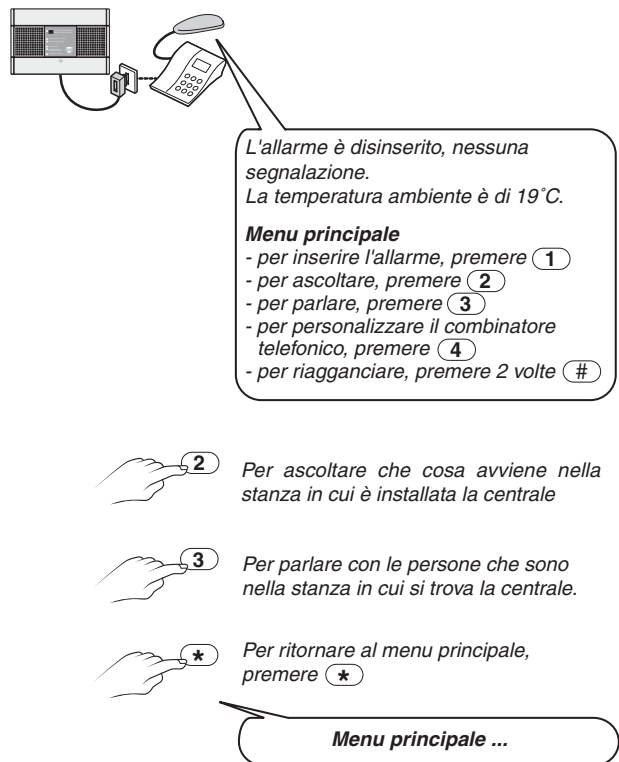 L'allarme è disinserito, nessuna
segnalazione.
La temperatura ambiente è di 19˚C.
Menu principale
- per inserire l'allarme, premere 1
- per ascoltare, premere 2
- per parlare, premere 3
- per personalizzare il combinatore
telefonico, premere 4
- per riagganciare, premere 2 volte #
2
Per ascoltare che cosa avviene nella
stanza in cui è installata la centrale
3
Per parlare con le persone che sono
nella stanza in cui si trova la centrale.
*
Per ritornare al menu principale,
premere *
Menu principale ...